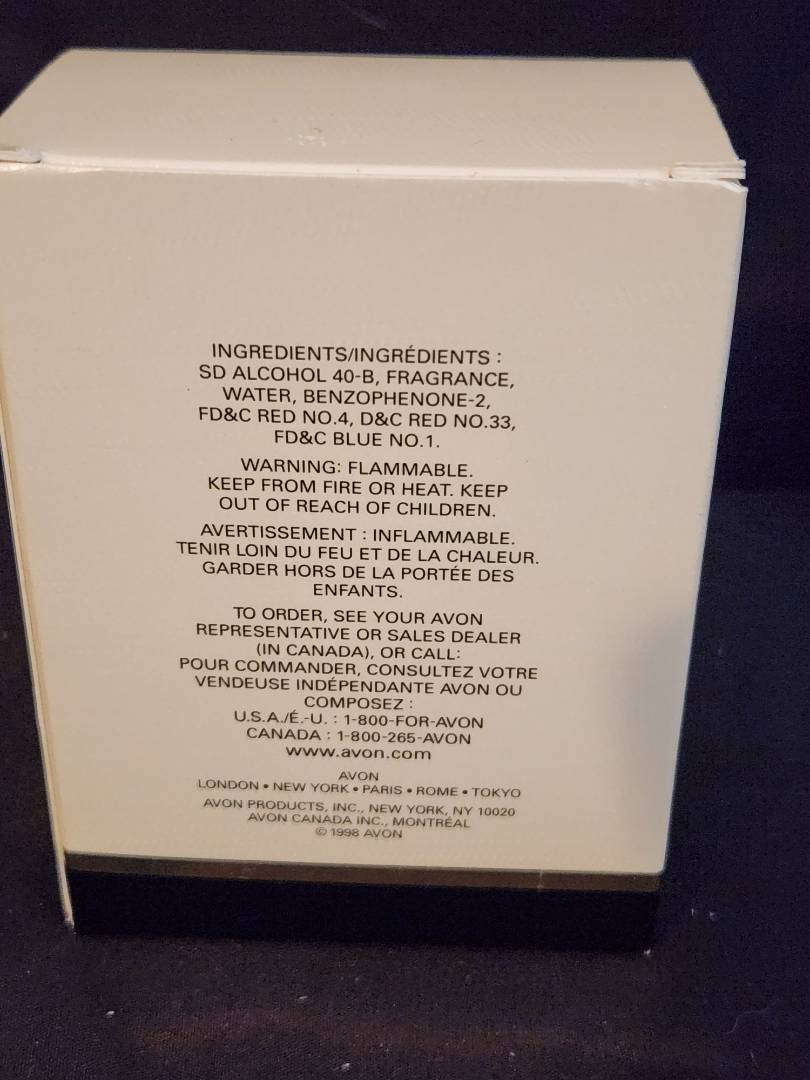 INGREDIENTS/INGRÉDIENTS :
SD ALCOHOL 40-B, FRAGRANCE,
WATER, BENZOPHENONE-2,
FD&C RED NO.4, D&C RED NO.33,
FD&C BLUE NO.1.
WARNING: FLAMMABLE.
KEEP FROM FIRE OR HEAT. KEEP
OUT OF REACH OF CHILDREN.
AVERTISSEMENT : INFLAMMABLE.
TENIR LOIN DU FEU ET DE LA CHALEUR.
GARDER HORS DE LA PORTÉE DES
ENFANTS.
TO ORDER, SEE YOUR AVON
REPRESENTATIVE OR SALES DEALER
(IN CANADA), OR CALL:
POUR COMMANDER, CONSULTEZ VOTRE
VENDEUSE INDÉPENDANTE AVON OU
COMPOSEZ :
U.S.A./É.-U. : 1-800-FOR-AVON
CANADA : 1-800-265-AVON
www.avon.com
AVON
LONDON • NEW YORK • PARIS • ROME • TOKYO
AVON PRODUCTS, INC., NEW YORK, NY 10020
AVON CANADA INC., MONTRÉAL
© 1998 AVON